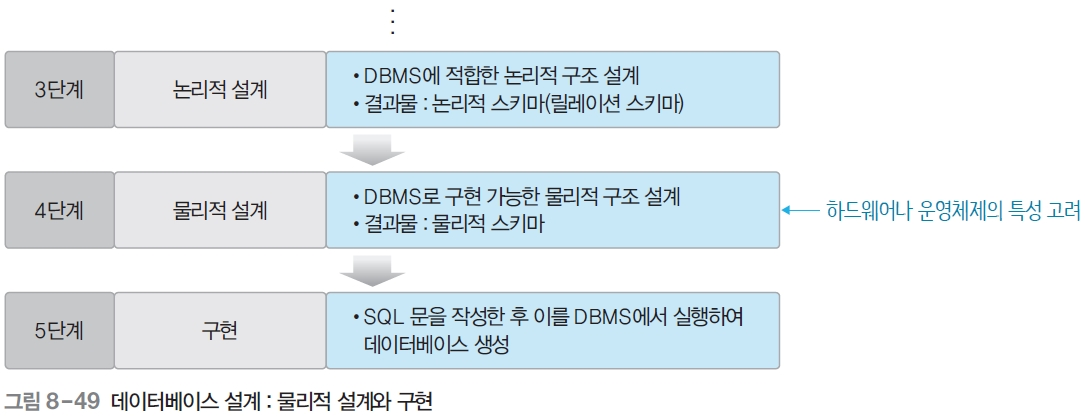 3단계
논리적 설계
• DBMS에 적합한 논리적 구조 설계
• 결과물 : 논리적 스키마(릴레이션 스키마)
4단계
물리적 설계
• DBMS로 구현 가능한 물리적 구조 설계
• 결과물 : 물리적 스키마
하드웨어나 운영체제의 특성 고려
5단계
구현
• SQL 문을 작성한 후 이를 DBMS에서 실행하여
데이터베이스 생성
그림 8-49 데이터베이스 설계 : 물리적 설계와 구현